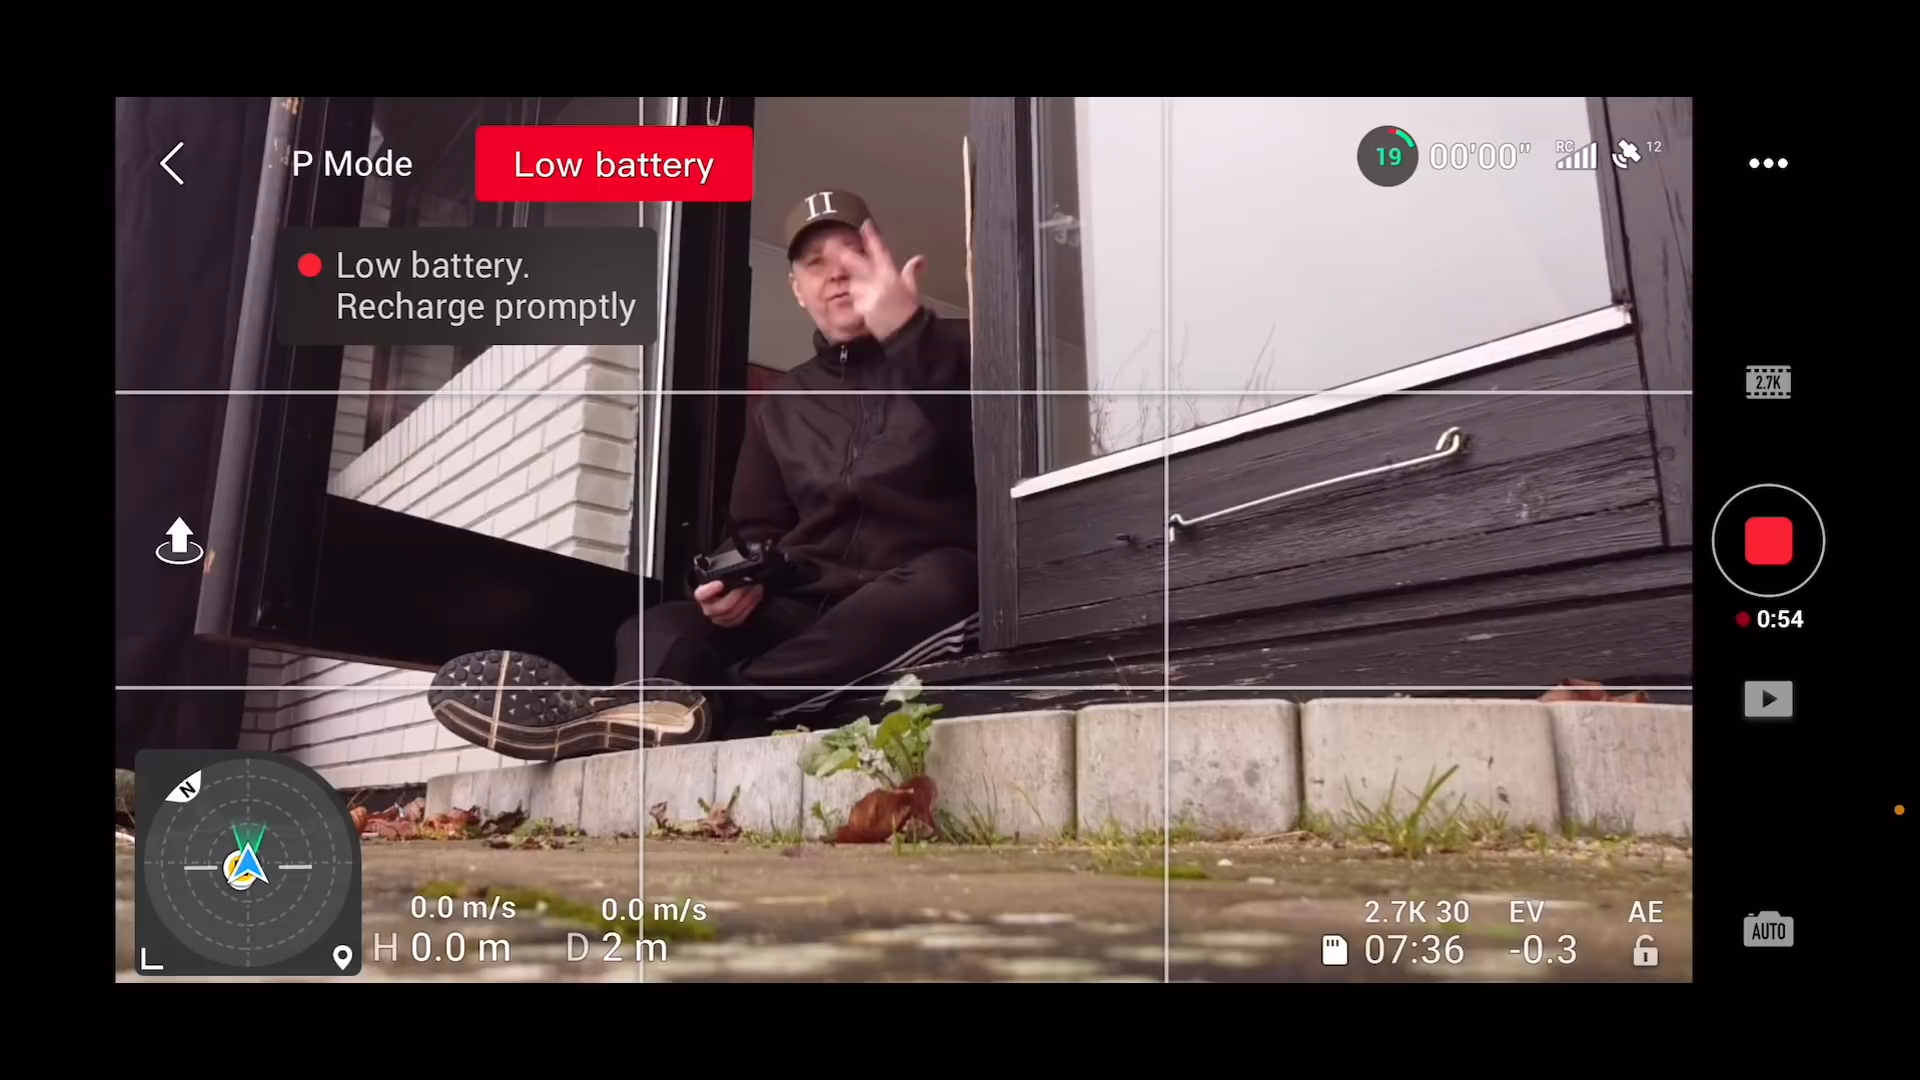 P Mode
Low battery
19
00'00"
RC
12
Low battery.
Recharge promptly
II
2.7K
0:54
N
0.0 m/s
0.0 m/s
H 0.0 m
D 2 m
2.7K 30
EV
AE
07:36
-0.3
AUTO
L